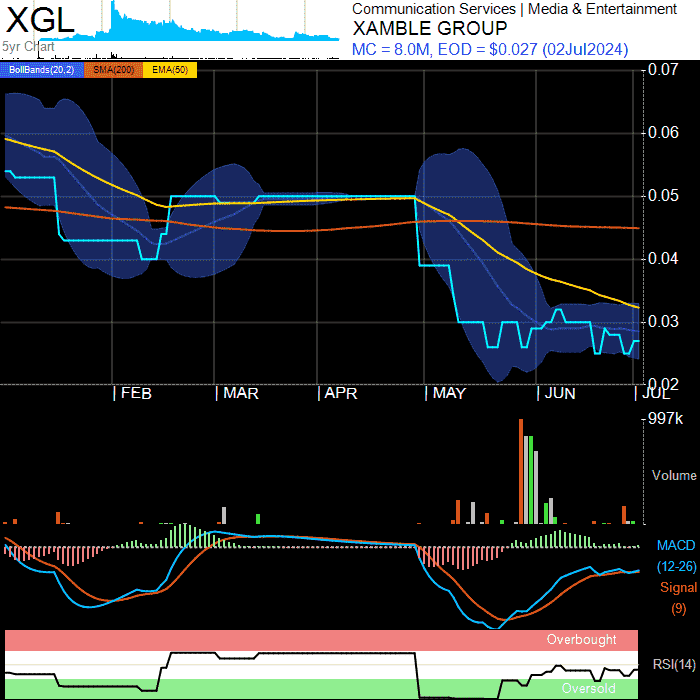 XGL
5yr Chart
Communication Services | Media & Entertainment
XAMBLE GROUP
MC = 8.0M, EOD = $0.027 (02Jul2024)
BollBands(20,2) SMA(200) EMA(50)
0.07
0.06
0.05
0.04
0.03
0.02
FEB MAR APR MAY JUN JUL
997k
Volume
MACD
(12-26)
Signal
(9)
Overbought
RSI(14)
Oversold